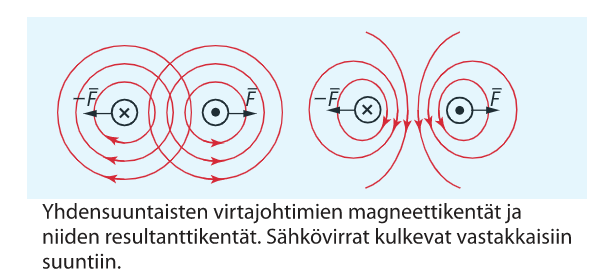 −F̅ F̅ −F̅ F̅
Yhdensuuntaisten virtajohtimien magneettikentät ja
niiden resultanttikentät. Sähkövirrat kulkevat vastakkaisiin
suuntiin.